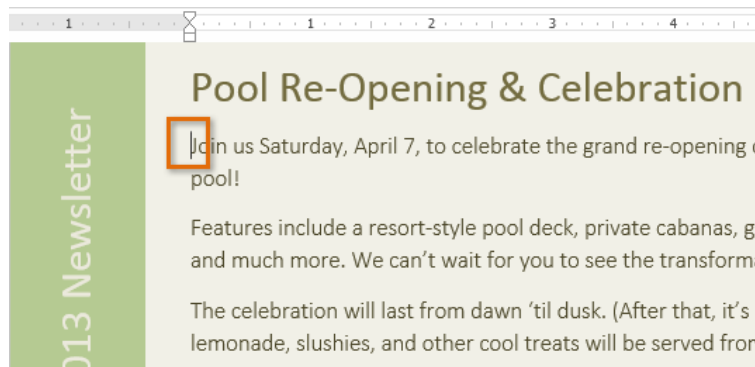 1 1 2 3 4
Pool Re-Opening & Celebration
Join us Saturday, April 7, to celebrate the grand re-opening
pool!
Features include a resort-style pool deck, private cabanas,
and much more. We can’t wait for you to see the
The celebration will last from dawn ’til dusk. (After that, it’s
lemonade, slushies, and other cool treats will be served from
013 Newsletter